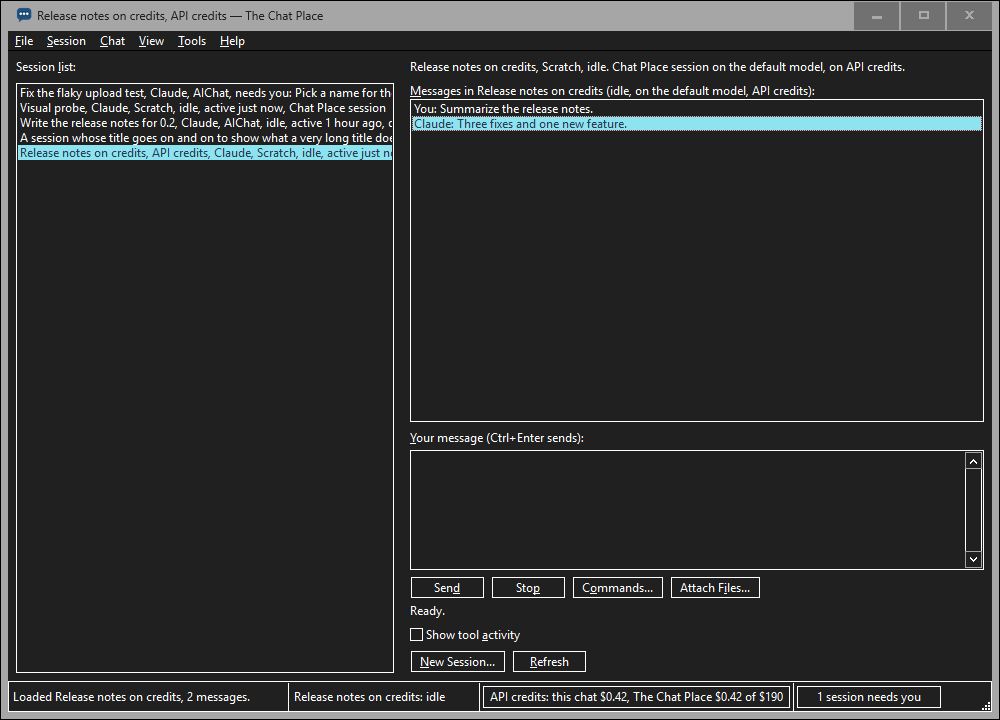 Release notes on credits, API credits — The Chat Place
File Session Chat View Tools Help
Session list:
Fix the flaky upload test, Claude, AIChat, needs you: Pick a name for th
Visual probe, Claude, Scratch, idle, active just now, Chat Place session
Write the release notes for 0.2, Claude, AIChat, idle, active 1 hour ago, c
A session whose title goes on and on to show what a very long title doe
Release notes on credits, API credits, Claude, Scratch, idle, active just n
Release notes on credits, Scratch, idle. Chat Place session on the default model, on API credits.
Messages in Release notes on credits (idle, on the default model, API credits):
You: Summarize the release notes.
Claude: Three fixes and one new feature.
Your message (Ctrl+Enter sends):
Send Stop Commands... Attach Files...
Ready.
Show tool activity
New Session... Refresh
Loaded Release notes on credits, 2 messages. Release notes on credits: idle API credits: this chat $0.42, The Chat Place $0.42 of $190 1 session needs you